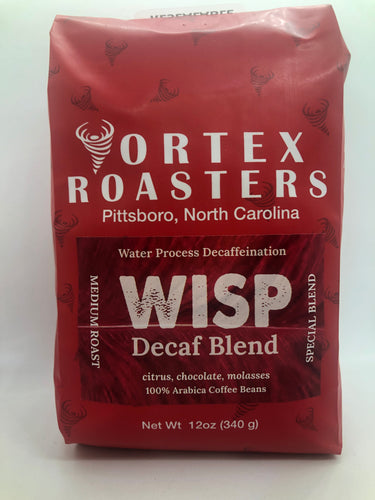 VORTEX
ROASTERS
Pittsboro, North Carolina
Water Process Decaffeination
MEDIUM ROAST
WISP
SPECIAL BLEND
Decaf Blend
citrus, chocolate, molasses
100% Arabica Coffee Beans
Net Wt 12oz (340 g)